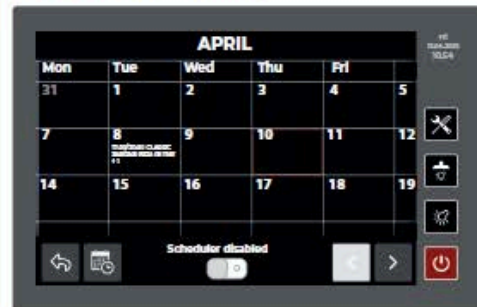 APRIL
Mon Tue Wed Thu Fri
31 1 2 3 4 5
7 8 9 10 11 12
14 15 16 17 18 19
Scheduler disabled